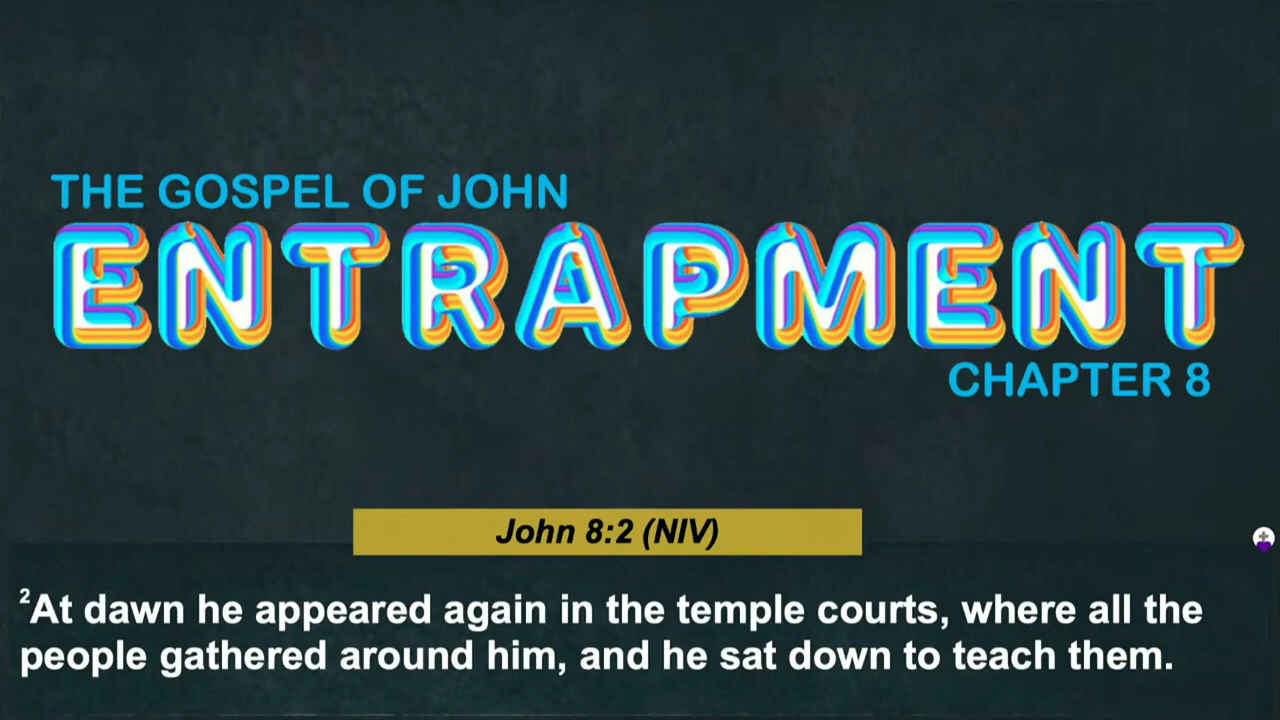 THE GOSPEL OF JOHN
ENTRAPMENT
CHAPTER 8
John 8:2 (NIV)
²At dawn he appeared again in the temple courts, where all the
people gathered around him, and he sat down to teach them.